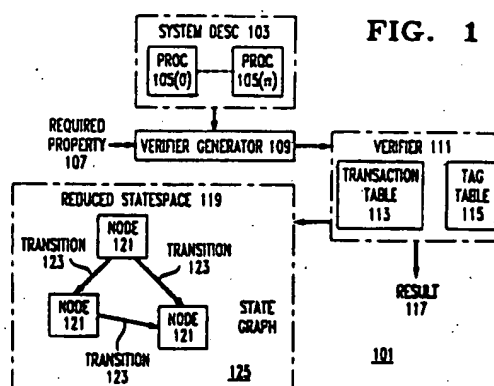 FIG. 1
SYSTEM DESC 103
PROC 105(0)
PROC 105(n)
REQUIRED PROPERTY 107
VERIFIER GENERATOR 109
VERIFIER 111
TRANSACTION TABLE 113
TAG TABLE 115
RESULT 117
REDUCED STATESPACE 119
NODE 121
TRANSITION 123
TRANSITION 123
NODE 121
NODE 121
TRANSITION 123
STATE GRAPH
125
101